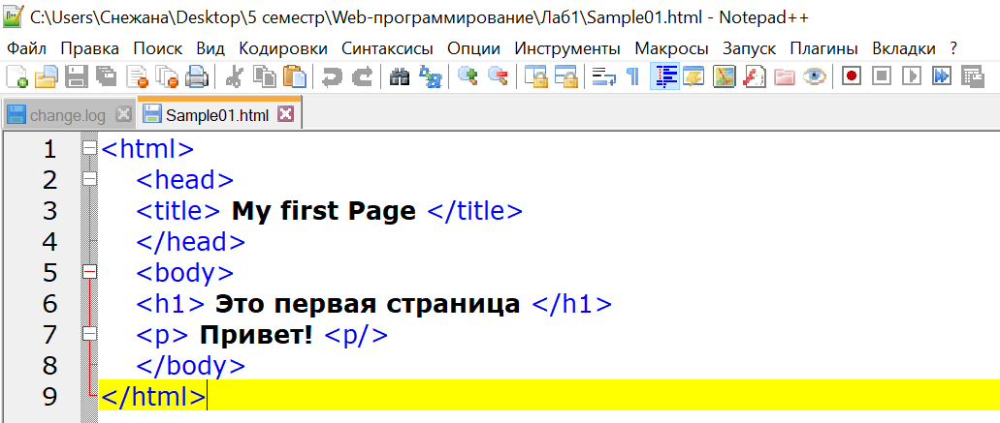 C:\Users\Снежана\Desktop\5 семестр\Web-программирование\Лаб1\Sample01.html - Notepad++
Файл Правка Поиск Вид Кодировки Синтаксисы Опции Инструменты Макросы Запуск Плагины Вкладки ?
change.log Sample01.html
1 <html>
2 <head>
3 <title> My first Page </title>
4 </head>
5 <body>
6 <h1> Это первая страница </h1>
7 <p> Привет! <p/>
8 </body>
9 </html>